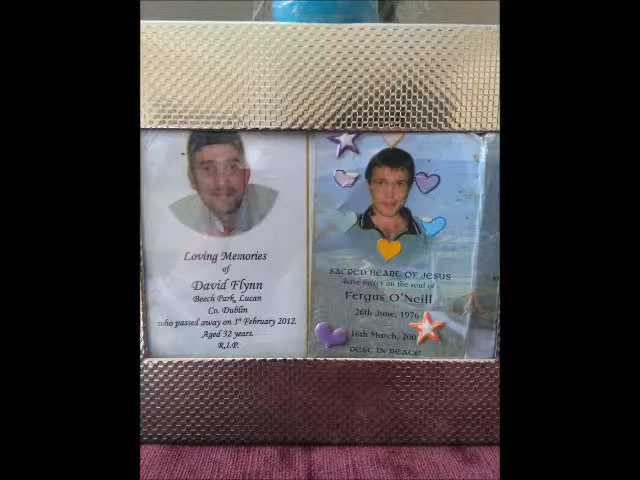 Loving Memories
of
David Flynn
Beech Park, Lucan
Co. Dublin
who passed away on 1st February 2012.
Aged 32 years.
R.I.P.
SACRED HEART OF JESUS
have mercy on the soul of
Fergus O'Neill
26th June, 1976
-
16th March, 200
REST IN PEACE